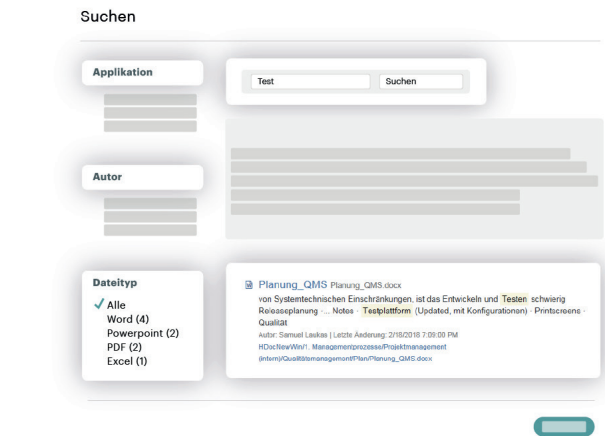 Suchen
Applikation
Test
Suchen
Autor
Dateityp
Alle
Word (4)
Powerpoint (2)
PDF (2)
Excel (1)
Planung_QMS Planung_QMS.docx
von Systemtechnischen Einschränkungen, ist das Entwickeln und Testen schwierig
Releaseplanung ·... Notes · Testplattform (Updated, mit Konfigurationen) · Printscreens ·
Qualität
Autor: Samuel Laukas | Letzte Änderung: 2/18/2018 7:09:00 PM
HDocNewWin/1. Managementprozesse/Projektmanagement
(intern)/Qualitätsmanagement/Plan/Planung_QMS.docx